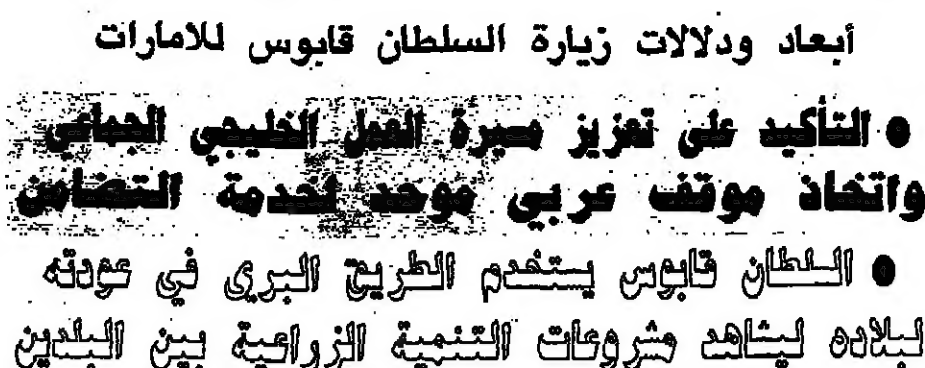 أبعاد ودلالات زيارة السلطان قابوس للامارات
● التأكيد على تعزيز مسيرة العمل الخليجي الجماعي
واتخاذ موقف عربي موحد لخدمة التضامن
● السلطان قابوس يستخدم الطريق البري في عودته
لبلاده ليشاهد مشروعات التنمية الزراعية بين البلدين